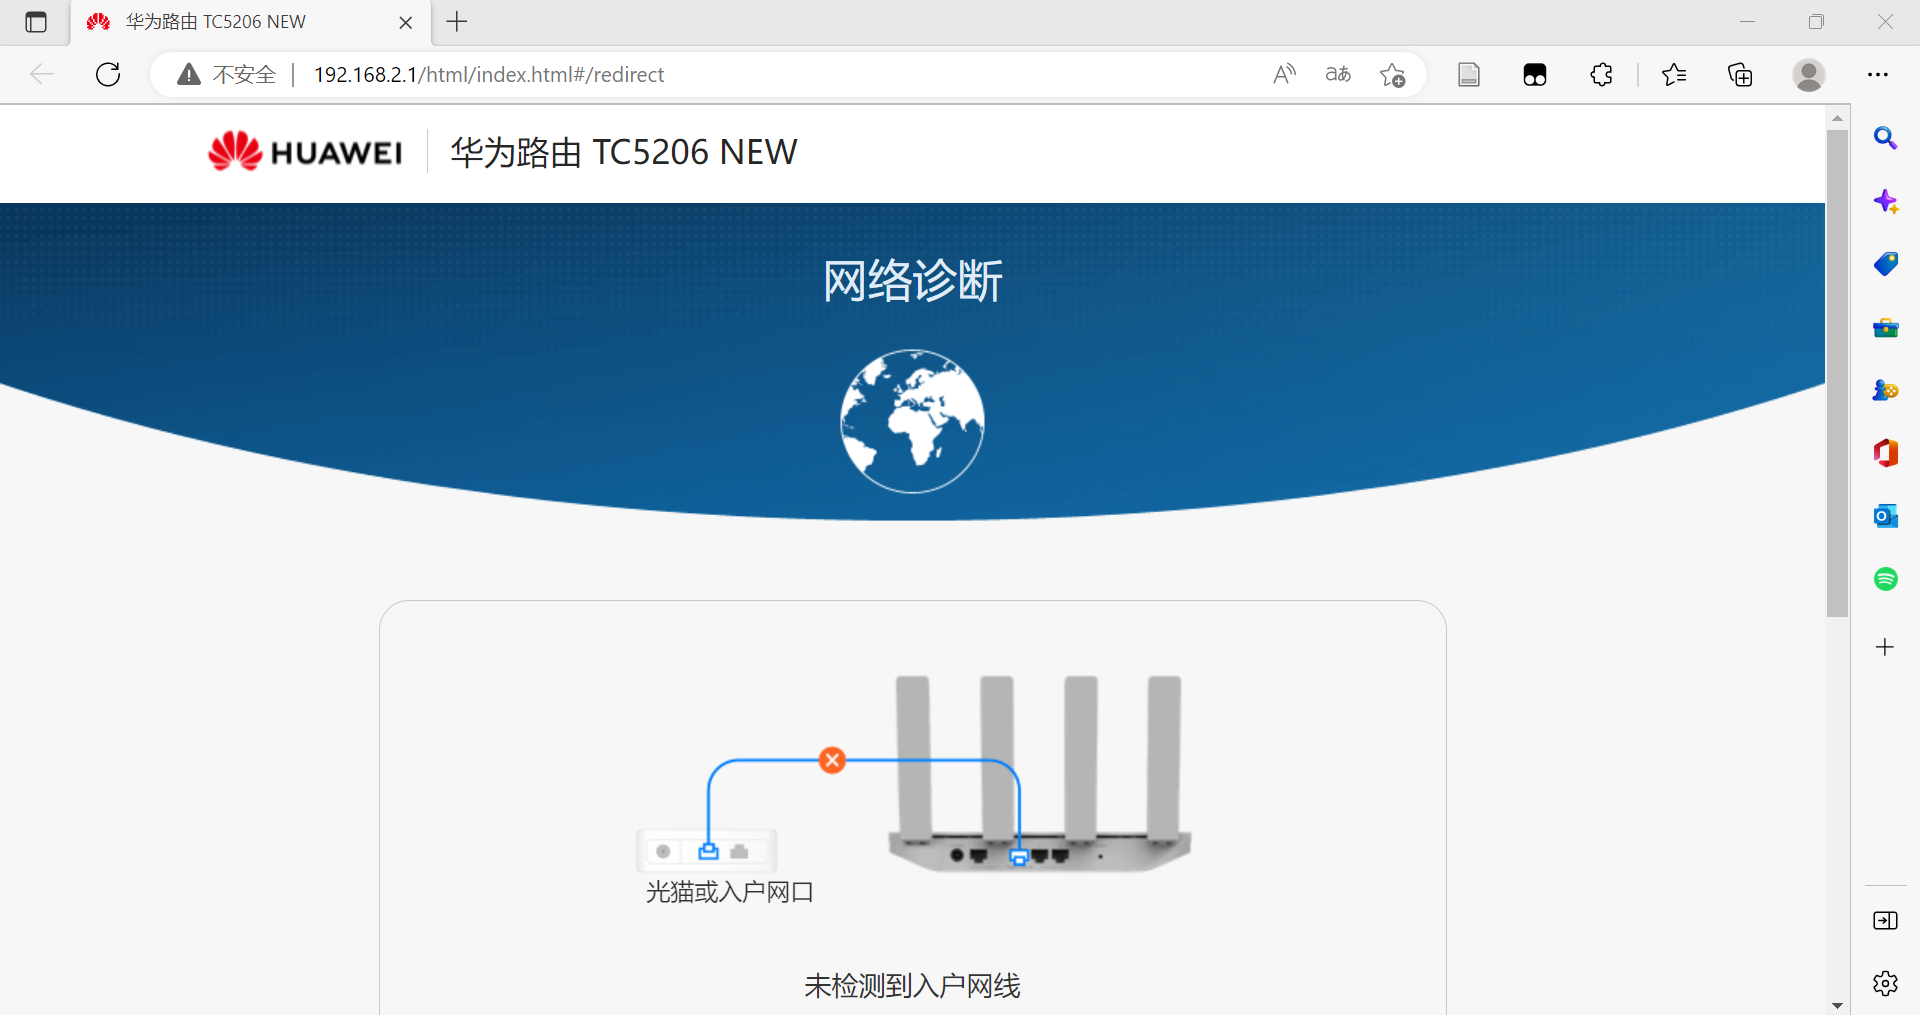 华为路由 TC5206 NEW
不安全
192.168.2.1/html/index.html#/redirect
aあ
HUAWEI
华为路由 TC5206 NEW
网络诊断
光猫或入户网口
未检测到入户网线